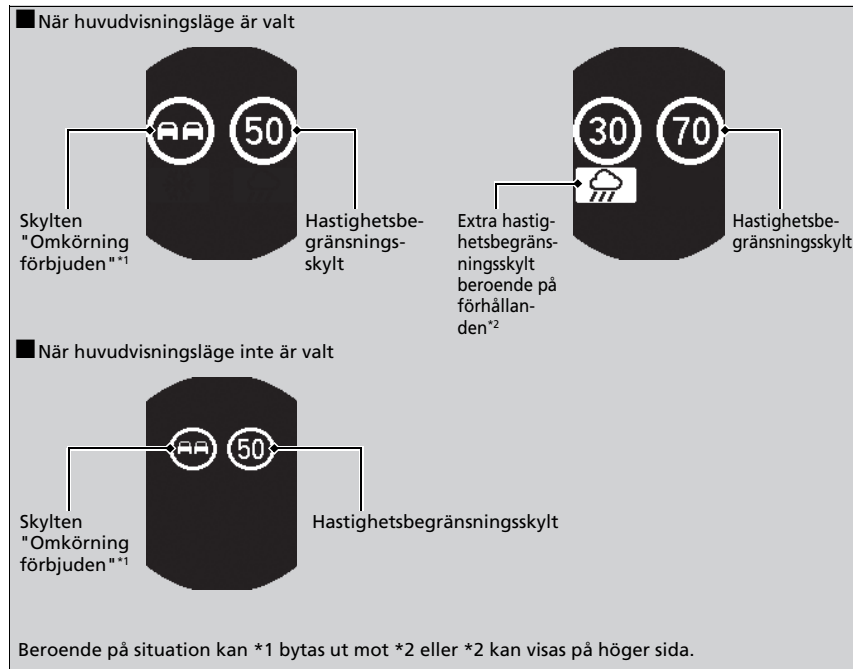 ■ När huvudvisningsläge är valt
50
30
70
Skylten
"Omkörning
förbjuden"*1
Hastighetsbe-
gränsnings-
skylt
Extra hastig-
hetsbegräns-
ningsskylt
beroende på
förhållan-
den*2
Hastighetsbe-
gränsningsskylt
■ När huvudvisningsläge inte är valt
50
Skylten
"Omkörning
förbjuden"*1
Hastighetsbegränsningsskylt
Beroende på situation kan *1 bytas ut mot *2 eller *2 kan visas på höger sida.